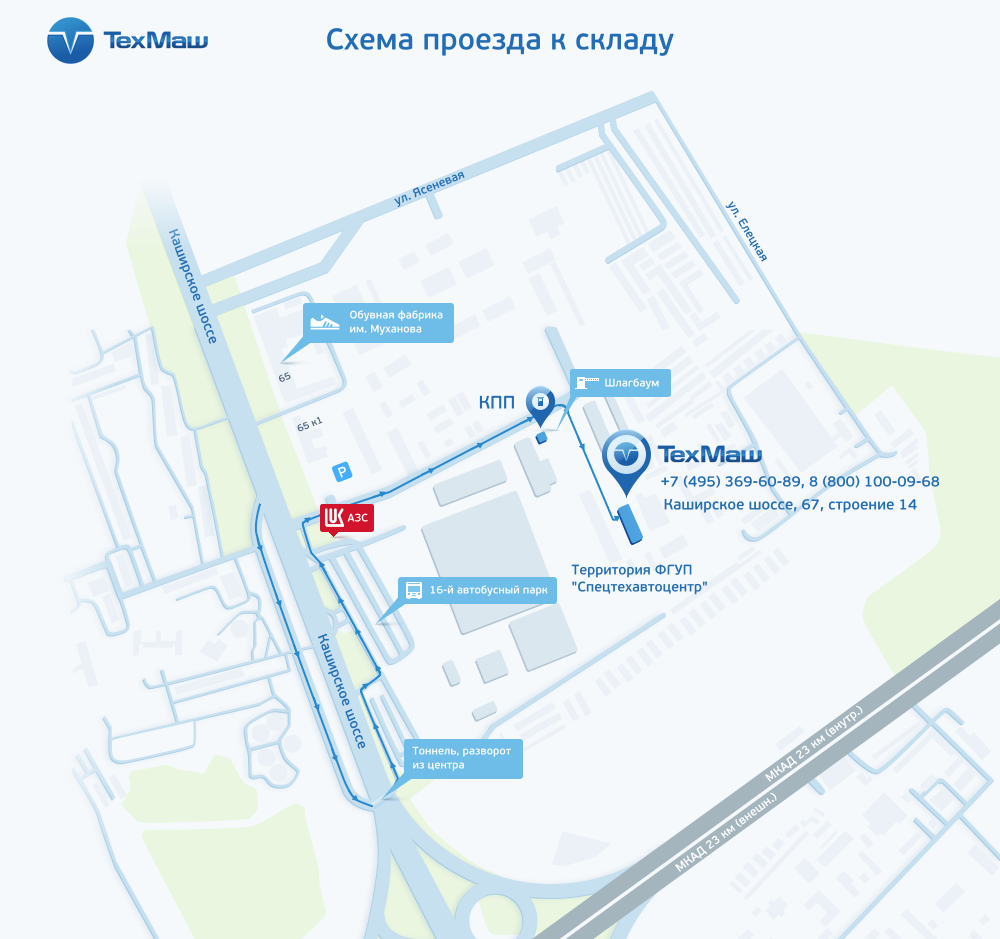 ТехМаш
Схема проезда к складу
ул. Ясеневая
ул. Елецкая
Каширское шоссе
Обувная фабрика
им. Муханова
65
65 к1
КПП
Шлагбаум
ТехМаш
+7 (495) 369-60-89, 8 (800) 100-09-68
Каширское шоссе, 67, строение 14
P
LUK АЗС
Территория ФГУП
"Спецтехавтоцентр"
16-й автобусный парк
Каширское шоссе
Тоннель, разворот
из центра
МКАД 23 км (внутр.)
МКАД 23 км (внешн.)